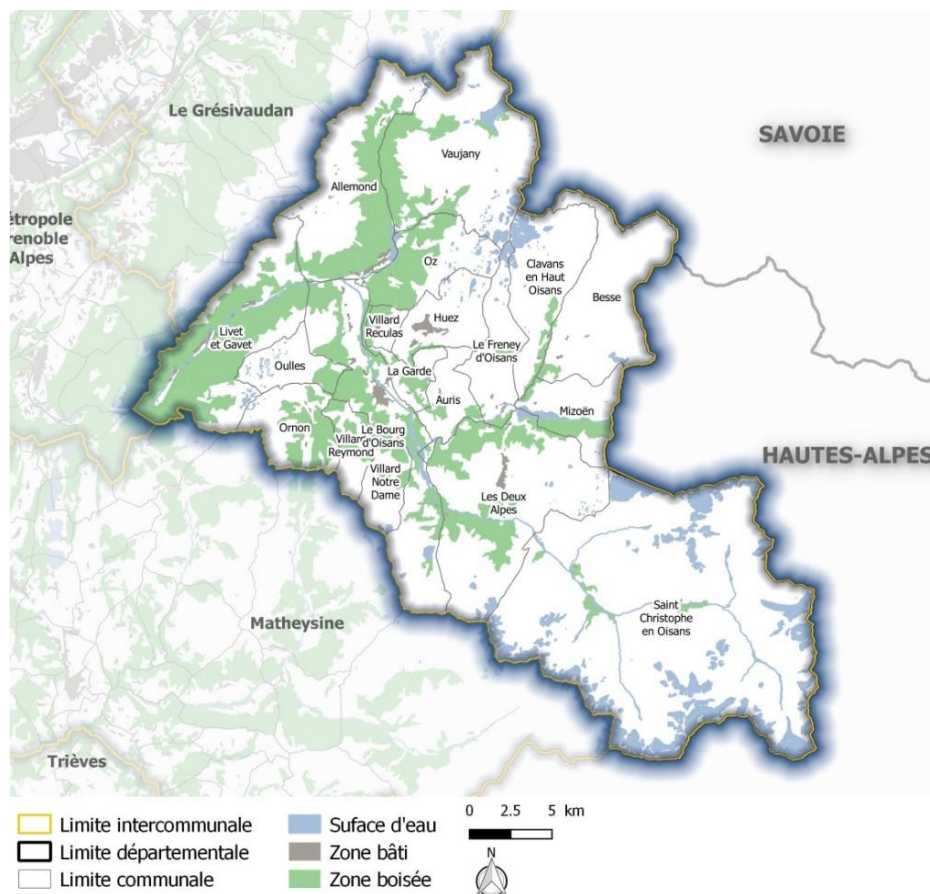 Le Grésivaudan
SAVOIE
Vaujany
Allemond
étropole
renoble
Alpes
Oz
Clavans
en Haut
Oisans
Besse
Livet
et Gavet
Villard
Reculas
Huez
Le Freney
d'Oisans
Oulles
La Garde
Auris
Mizoën
Ornon
Villard
Reymond
Le Bourg
d'Oisans
HAUTES-ALPES
Villard
Notre
Dame
Les Deux
Alpes
Saint
Christophe
en Oisans
Matheysine
Trièves
Limite intercommunale
Limite départementale
Limite communale
Suface d'eau
Zone bâti
Zone boisée
0 2.5 5 km
N